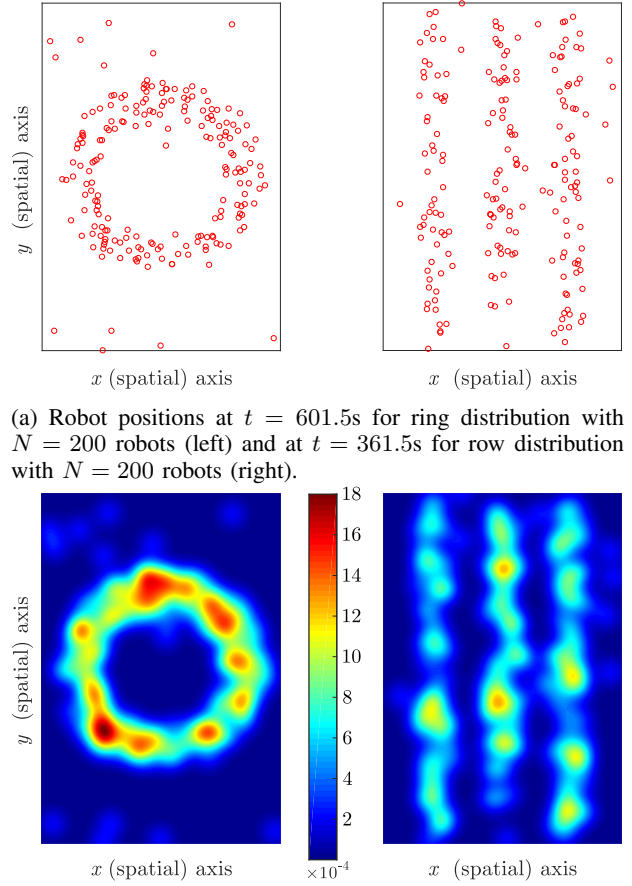 y (spatial) axis
x (spatial) axis
x (spatial) axis
(a) Robot positions at t = 601.5s for ring distribution with
N = 200 robots (left) and at t = 361.5s for row distribution
with N = 200 robots (right).
y (spatial) axis
18
16
14
12
10
8
6
4
2
×10⁻⁴
x (spatial) axis
x (spatial) axis